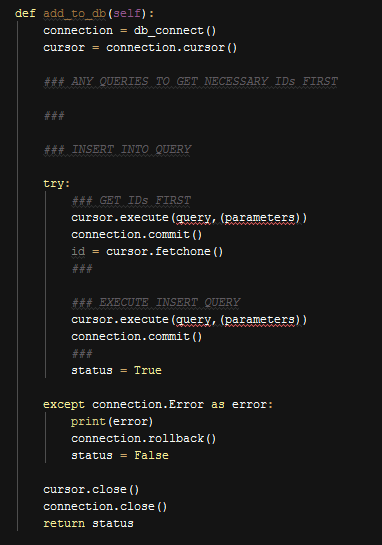 def add_to_db(self):
    connection = db_connect()
    cursor = connection.cursor()
    ### ANY QUERIES TO GET NECESSARY IDs FIRST
    ###
    ### INSERT INTO QUERY
    try:
        ### GET IDs FIRST
        cursor.execute(query,(parameters))
        connection.commit()
        id = cursor.fetchone()
        ###
        ### EXECUTE INSERT QUERY
        cursor.execute(query,(parameters))
        connection.commit()
        ###
        status = True
    except connection.Error as error:
        print(error)
        connection.rollback()
        status = False
    cursor.close()
    connection.close()
    return status